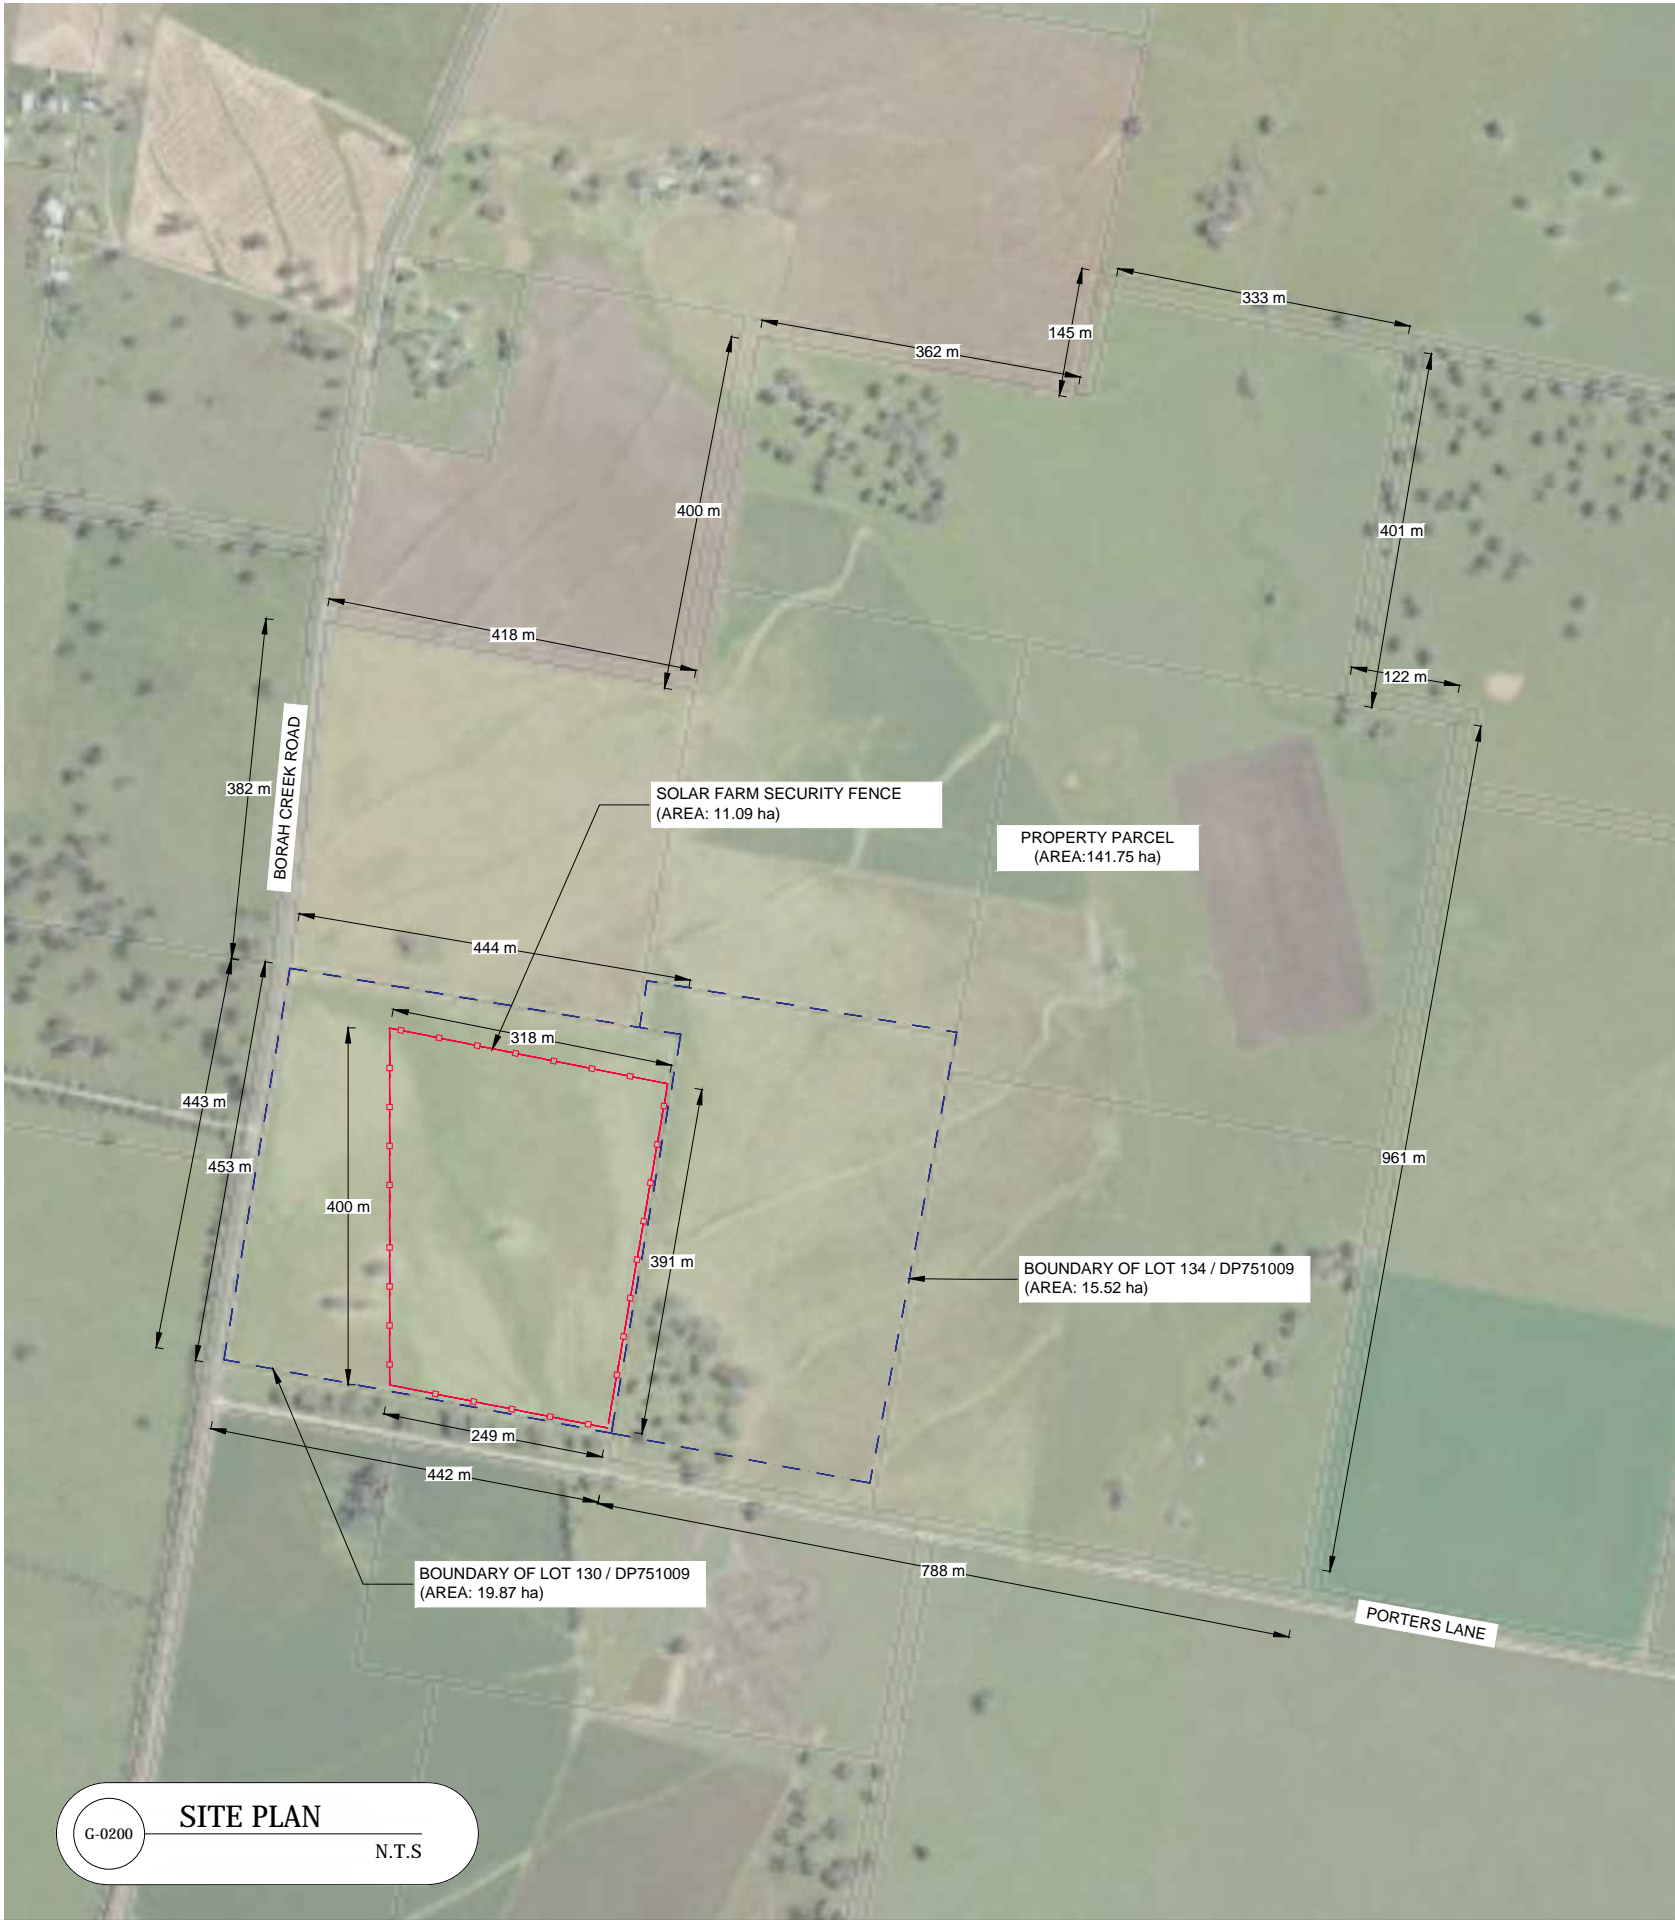 333 m
145 m
362 m
400 m
401 m
418 m
122 m
382 m
BORAH CREEK ROAD
SOLAR FARM SECURITY FENCE
(AREA: 11.09 ha)
PROPERTY PARCEL
(AREA:141.75 ha)
444 m
318 m
443 m
453 m
400 m
961 m
391 m
BOUNDARY OF LOT 134 / DP751009
(AREA: 15.52 ha)
249 m
442 m
788 m
BOUNDARY OF LOT 130 / DP751009
(AREA: 19.87 ha)
PORTERS LANE
G-0200
SITE PLAN
N.T.S